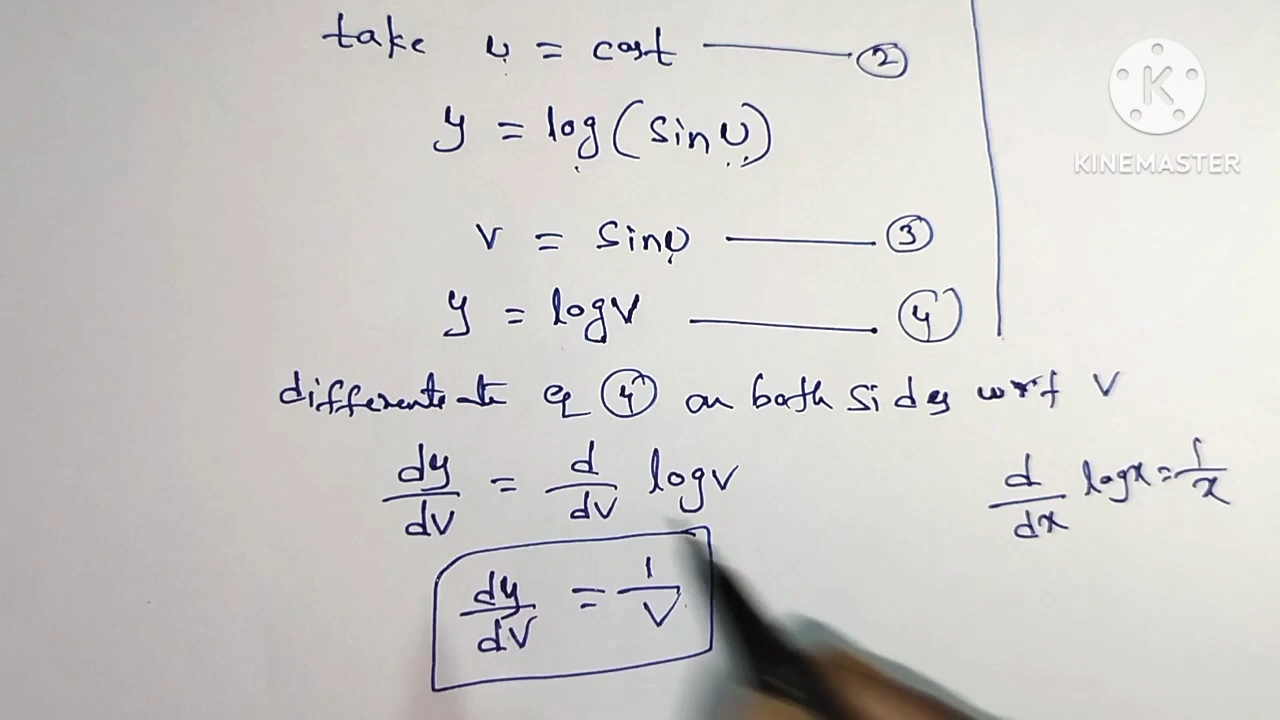 take u = cost ——— ②
y = log(sinu)
v = sinu ——— ③
y = logv ——— ④
differentiate eq ④ on both sides wrt v
dy/dv = d/dv logv
d/dx logx = 1/x
dy/dv = 1/v
K
KINEMASTER